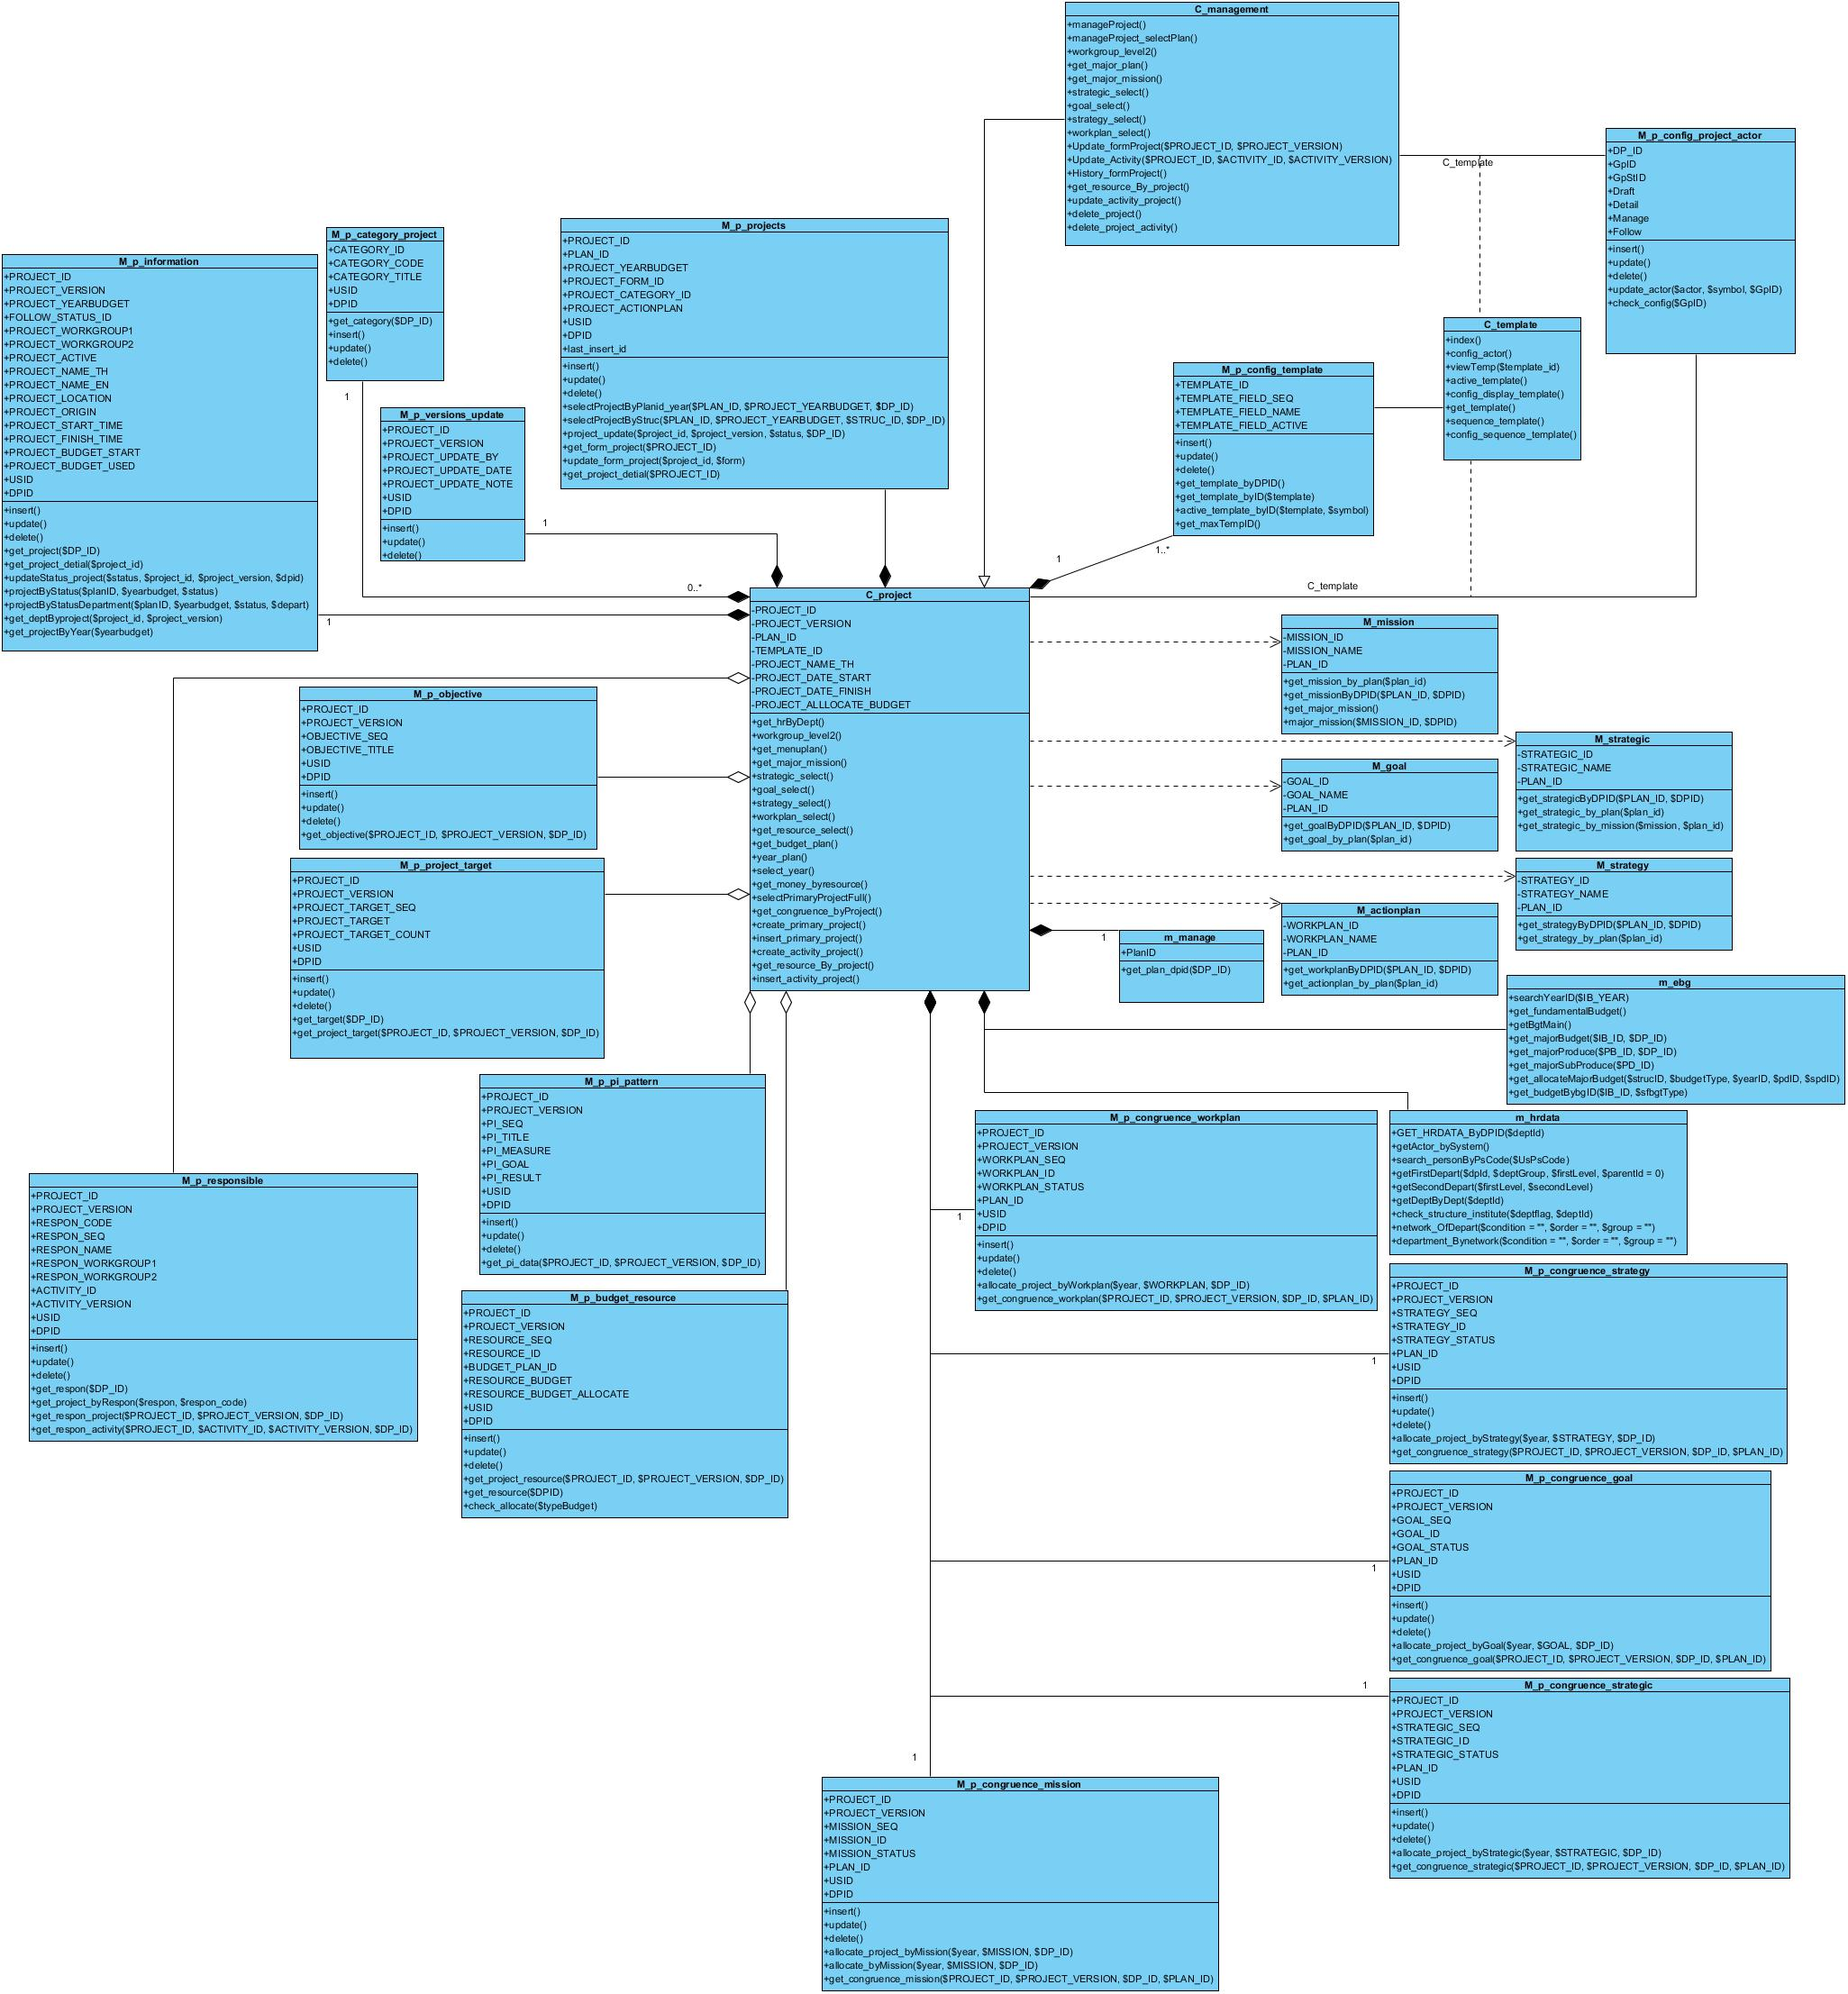 C_management
+manageProject()
+manageProject_selectPlan()
+workgroup_level2()
+get_major_plan()
+get_major_mission()
+strategic_select()
+goal_select()
+strategy_select()
+workplan_select()
+Update_formProject($PROJECT_ID, $PROJECT_VERSION)
+Update_Activity($PROJECT_ID, $ACTIVITY_ID, $ACTIVITY_VERSION)
+History_formProject()
+get_resource_By_project()
+update_activity_project()
+delete_project()
+delete_project_activity()
C_template
M_p_config_project_actor
+DP_ID
+GpID
+GpStID
+Draft
+Detail
+Manage
+Follow
+insert()
+update()
+delete()
+update_actor($actor, $symbol, $GpID)
+check_config($GpID)
M_p_projects
+PROJECT_ID
+PLAN_ID
+PROJECT_YEARBUDGET
+PROJECT_FORM_ID
+PROJECT_CATEGORY_ID
+PROJECT_ACTIONPLAN
+USID
+DPID
+last_insert_id
+insert()
+update()
+delete()
+selectProjectByPlanid_year($PLAN_ID, $PROJECT_YEARBUDGET, $DP_ID)
+selectProjectByStruc($PLAN_ID, $PROJECT_YEARBUDGET, $STRUC_ID, $DP_ID)
+project_update($project_id, $project_version, $status, $DP_ID)
+get_form_project($PROJECT_ID)
+update_form_project($project_id, $form)
+get_project_detial($PROJECT_ID)
M_p_category_project
+CATEGORY_ID
+CATEGORY_CODE
+CATEGORY_TITLE
+USID
+DPID
+get_category($DP_ID)
+insert()
+update()
+delete()
1
M_p_information
+PROJECT_ID
+PROJECT_VERSION
+PROJECT_YEARBUDGET
+FOLLOW_STATUS_ID
+PROJECT_WORKGROUP1
+PROJECT_WORKGROUP2
+PROJECT_ACTIVE
+PROJECT_NAME_TH
+PROJECT_NAME_EN
+PROJECT_LOCATION
+PROJECT_ORIGIN
+PROJECT_START_TIME
+PROJECT_FINISH_TIME
+PROJECT_BUDGET_START
+PROJECT_BUDGET_USED
+USID
+DPID
+insert()
+update()
+delete()
+get_project($DP_ID)
+get_project_detial($project_id)
+updateStatus_project($status, $project_id, $project_version, $dpid)
+projectByStatus($planID, $yearbudget, $status)
+projectByStatusDepartment($planID, $yearbudget, $status, $depart)
+get_deptByproject($project_id, $project_version)
+get_projectByYear($yearbudget)
1
M_p_versions_update
+PROJECT_ID
+PROJECT_VERSION
+PROJECT_UPDATE_BY
+PROJECT_UPDATE_DATE
+PROJECT_UPDATE_NOTE
+USID
+DPID
+insert()
+update()
+delete()
1
0..*
C_template
+index()
+config_actor()
+viewTemp($template_id)
+active_template()
+config_display_template()
+get_template()
+sequence_template()
+config_sequence_template()
M_p_config_template
+TEMPLATE_ID
+TEMPLATE_FIELD_SEQ
+TEMPLATE_FIELD_NAME
+TEMPLATE_FIELD_ACTIVE
+insert()
+update()
+delete()
+get_template_byDPID()
+get_template_byID($template)
+active_template_byID($template, $symbol)
+get_maxTempID()
1..*
1
C_template
C_project
-PROJECT_ID
-PROJECT_VERSION
-PLAN_ID
-TEMPLATE_ID
-PROJECT_NAME_TH
-PROJECT_DATE_START
-PROJECT_DATE_FINISH
-PROJECT_ALLLOCATE_BUDGET
+get_hrByDept()
+workgroup_level2()
+get_menuplan()
+get_major_mission()
+strategic_select()
+goal_select()
+strategy_select()
+workplan_select()
+get_resource_select()
+get_budget_plan()
+year_plan()
+select_year()
+get_money_byresource()
+selectPrimaryProjectFull()
+get_congruence_byProject()
+create_primary_project()
+insert_primary_project()
+create_activity_project()
+get_resource_By_project()
+insert_activity_project()
M_mission
-MISSION_ID
-MISSION_NAME
-PLAN_ID
+get_mission_by_plan($plan_id)
+get_missionByDPID($PLAN_ID, $DPID)
+get_major_mission()
+major_mission($MISSION_ID, $DPID)
M_strategic
-STRATEGIC_ID
-STRATEGIC_NAME
-PLAN_ID
+get_strategicByDPID($PLAN_ID, $DPID)
+get_strategic_by_plan($plan_id)
+get_strategic_by_mission($mission, $plan_id)
M_goal
-GOAL_ID
-GOAL_NAME
-PLAN_ID
+get_goalByDPID($PLAN_ID, $DPID)
+get_goal_by_plan($plan_id)
M_strategy
-STRATEGY_ID
-STRATEGY_NAME
-PLAN_ID
+get_strategyByDPID($PLAN_ID, $DPID)
+get_strategy_by_plan($plan_id)
M_actionplan
-WORKPLAN_ID
-WORKPLAN_NAME
-PLAN_ID
+get_workplanByDPID($PLAN_ID, $DPID)
+get_actionplan_by_plan($plan_id)
m_manage
+PlanID
+get_plan_dpid($DP_ID)
1
m_ebg
+searchYearID($IB_YEAR)
+get_fundamentalBudget()
+getBgtMain()
+get_majorBudget($IB_ID, $DP_ID)
+get_majorProduce($PB_ID, $DP_ID)
+get_majorSubProduce($PD_ID)
+get_allocateMajorBudget($strucID, $budgetType, $yearID, $pdID, $spdID)
+get_budgetBybgID($IB_ID, $sfbgtType)
M_p_objective
+PROJECT_ID
+PROJECT_VERSION
+OBJECTIVE_SEQ
+OBJECTIVE_TITLE
+USID
+DPID
+insert()
+update()
+delete()
+get_objective($PROJECT_ID, $PROJECT_VERSION, $DP_ID)
M_p_project_target
+PROJECT_ID
+PROJECT_VERSION
+PROJECT_TARGET_SEQ
+PROJECT_TARGET
+PROJECT_TARGET_COUNT
+USID
+DPID
+insert()
+update()
+delete()
+get_target($DP_ID)
+get_project_target($PROJECT_ID, $PROJECT_VERSION, $DP_ID)
M_p_pi_pattern
+PROJECT_ID
+PROJECT_VERSION
+PI_SEQ
+PI_TITLE
+PI_MEASURE
+PI_GOAL
+PI_RESULT
+USID
+DPID
+insert()
+update()
+delete()
+get_pi_data($PROJECT_ID, $PROJECT_VERSION, $DP_ID)
M_p_responsible
+PROJECT_ID
+PROJECT_VERSION
+RESPON_CODE
+RESPON_SEQ
+RESPON_NAME
+RESPON_WORKGROUP1
+RESPON_WORKGROUP2
+ACTIVITY_ID
+ACTIVITY_VERSION
+USID
+DPID
+insert()
+update()
+delete()
+get_respon($DP_ID)
+get_project_byRespon($respon, $respon_code)
+get_respon_project($PROJECT_ID, $PROJECT_VERSION, $DP_ID)
+get_respon_activity($PROJECT_ID, $ACTIVITY_ID, $ACTIVITY_VERSION, $DP_ID)
M_p_budget_resource
+PROJECT_ID
+PROJECT_VERSION
+RESOURCE_SEQ
+RESOURCE_ID
+BUDGET_PLAN_ID
+RESOURCE_BUDGET
+RESOURCE_BUDGET_ALLOCATE
+USID
+DPID
+insert()
+update()
+delete()
+get_project_resource($PROJECT_ID, $PROJECT_VERSION, $DP_ID)
+get_resource($DPID)
+check_allocate($typeBudget)
M_p_congruence_workplan
+PROJECT_ID
+PROJECT_VERSION
+WORKPLAN_SEQ
+WORKPLAN_ID
+WORKPLAN_STATUS
+PLAN_ID
+USID
+DPID
+insert()
+update()
+delete()
+allocate_project_byWorkplan($year, $WORKPLAN, $DP_ID)
+get_congruence_workplan($PROJECT_ID, $PROJECT_VERSION, $DP_ID, $PLAN_ID)
1
m_hrdata
+GET_HRDATA_ByDPID($deptId)
+getActor_bySystem()
+search_personByPsCode($UsPsCode)
+getFirstDepart($dpId, $deptGroup, $firstLevel, $parentId = 0)
+getSecondDepart($firstLevel, $secondLevel)
+getDeptByDept($deptId)
+check_structure_institute($deptflag, $deptId)
+network_OfDepart($condition = "", $order = "", $group = "")
+department_Bynetwork($condition = "", $order = "", $group = "")
M_p_congruence_strategy
+PROJECT_ID
+PROJECT_VERSION
+STRATEGY_SEQ
+STRATEGY_ID
+STRATEGY_STATUS
+PLAN_ID
+USID
+DPID
+insert()
+update()
+delete()
+allocate_project_byStrategy($year, $STRATEGY, $DP_ID)
+get_congruence_strategy($PROJECT_ID, $PROJECT_VERSION, $DP_ID, $PLAN_ID)
1
M_p_congruence_goal
+PROJECT_ID
+PROJECT_VERSION
+GOAL_SEQ
+GOAL_ID
+GOAL_STATUS
+PLAN_ID
+USID
+DPID
+insert()
+update()
+delete()
+allocate_project_byGoal($year, $GOAL, $DP_ID)
+get_congruence_goal($PROJECT_ID, $PROJECT_VERSION, $DP_ID, $PLAN_ID)
1
M_p_congruence_strategic
+PROJECT_ID
+PROJECT_VERSION
+STRATEGIC_SEQ
+STRATEGIC_ID
+STRATEGIC_STATUS
+PLAN_ID
+USID
+DPID
+insert()
+update()
+delete()
+allocate_project_byStrategic($year, $STRATEGIC, $DP_ID)
+get_congruence_strategic($PROJECT_ID, $PROJECT_VERSION, $DP_ID, $PLAN_ID)
1
1
M_p_congruence_mission
+PROJECT_ID
+PROJECT_VERSION
+MISSION_SEQ
+MISSION_ID
+MISSION_STATUS
+PLAN_ID
+USID
+DPID
+insert()
+update()
+delete()
+allocate_project_byMission($year, $MISSION, $DP_ID)
+allocate_byMission($year, $MISSION, $DP_ID)
+get_congruence_mission($PROJECT_ID, $PROJECT_VERSION, $DP_ID, $PLAN_ID)